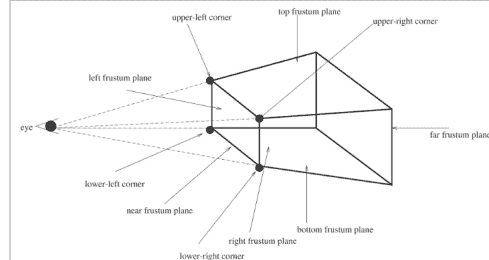 top frustum plane
upper-left corner
upper-right corner
left frustum plane
eye
far frustum plane
lower-left corner
near frustum plane
bottom frustum plane
right frustum plane
lower-right corner